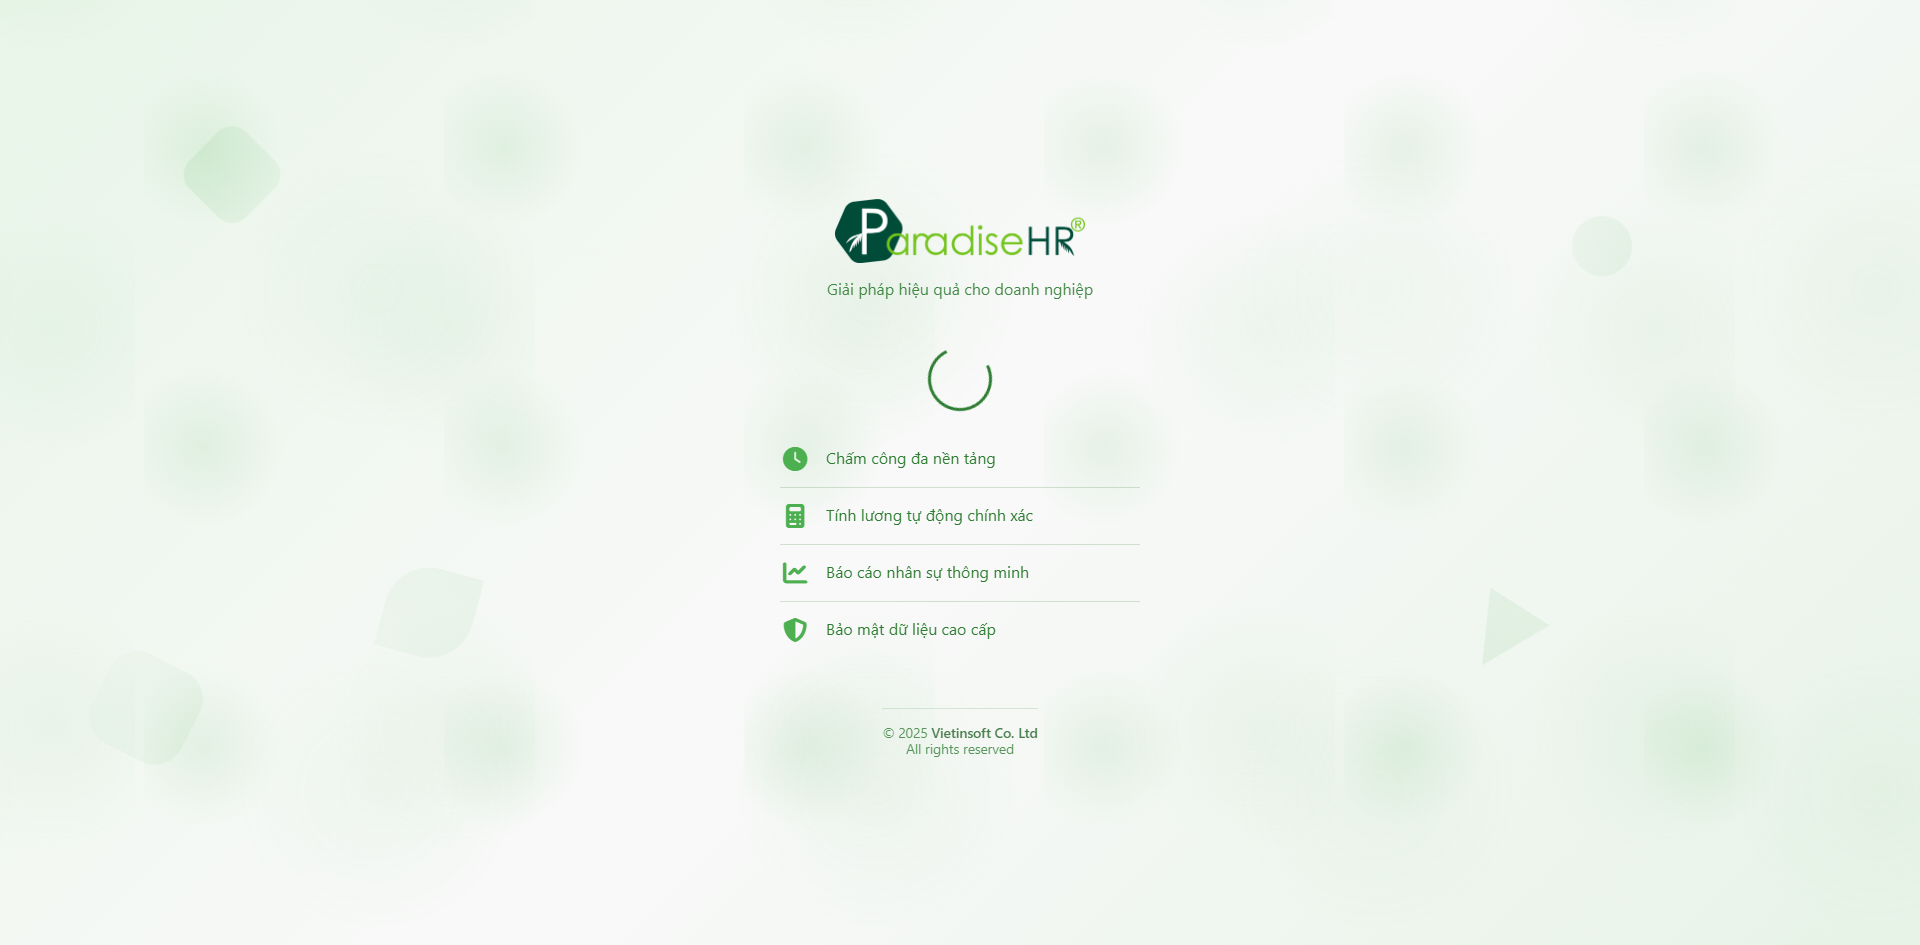 ParadiseHR®
Giải pháp hiệu quả cho doanh nghiệp
Chấm công đa nền tảng
Tính lương tự động chính xác
Báo cáo nhân sự thông minh
Bảo mật dữ liệu cao cấp
© 2025 Vietinsoft Co. Ltd
All rights reserved